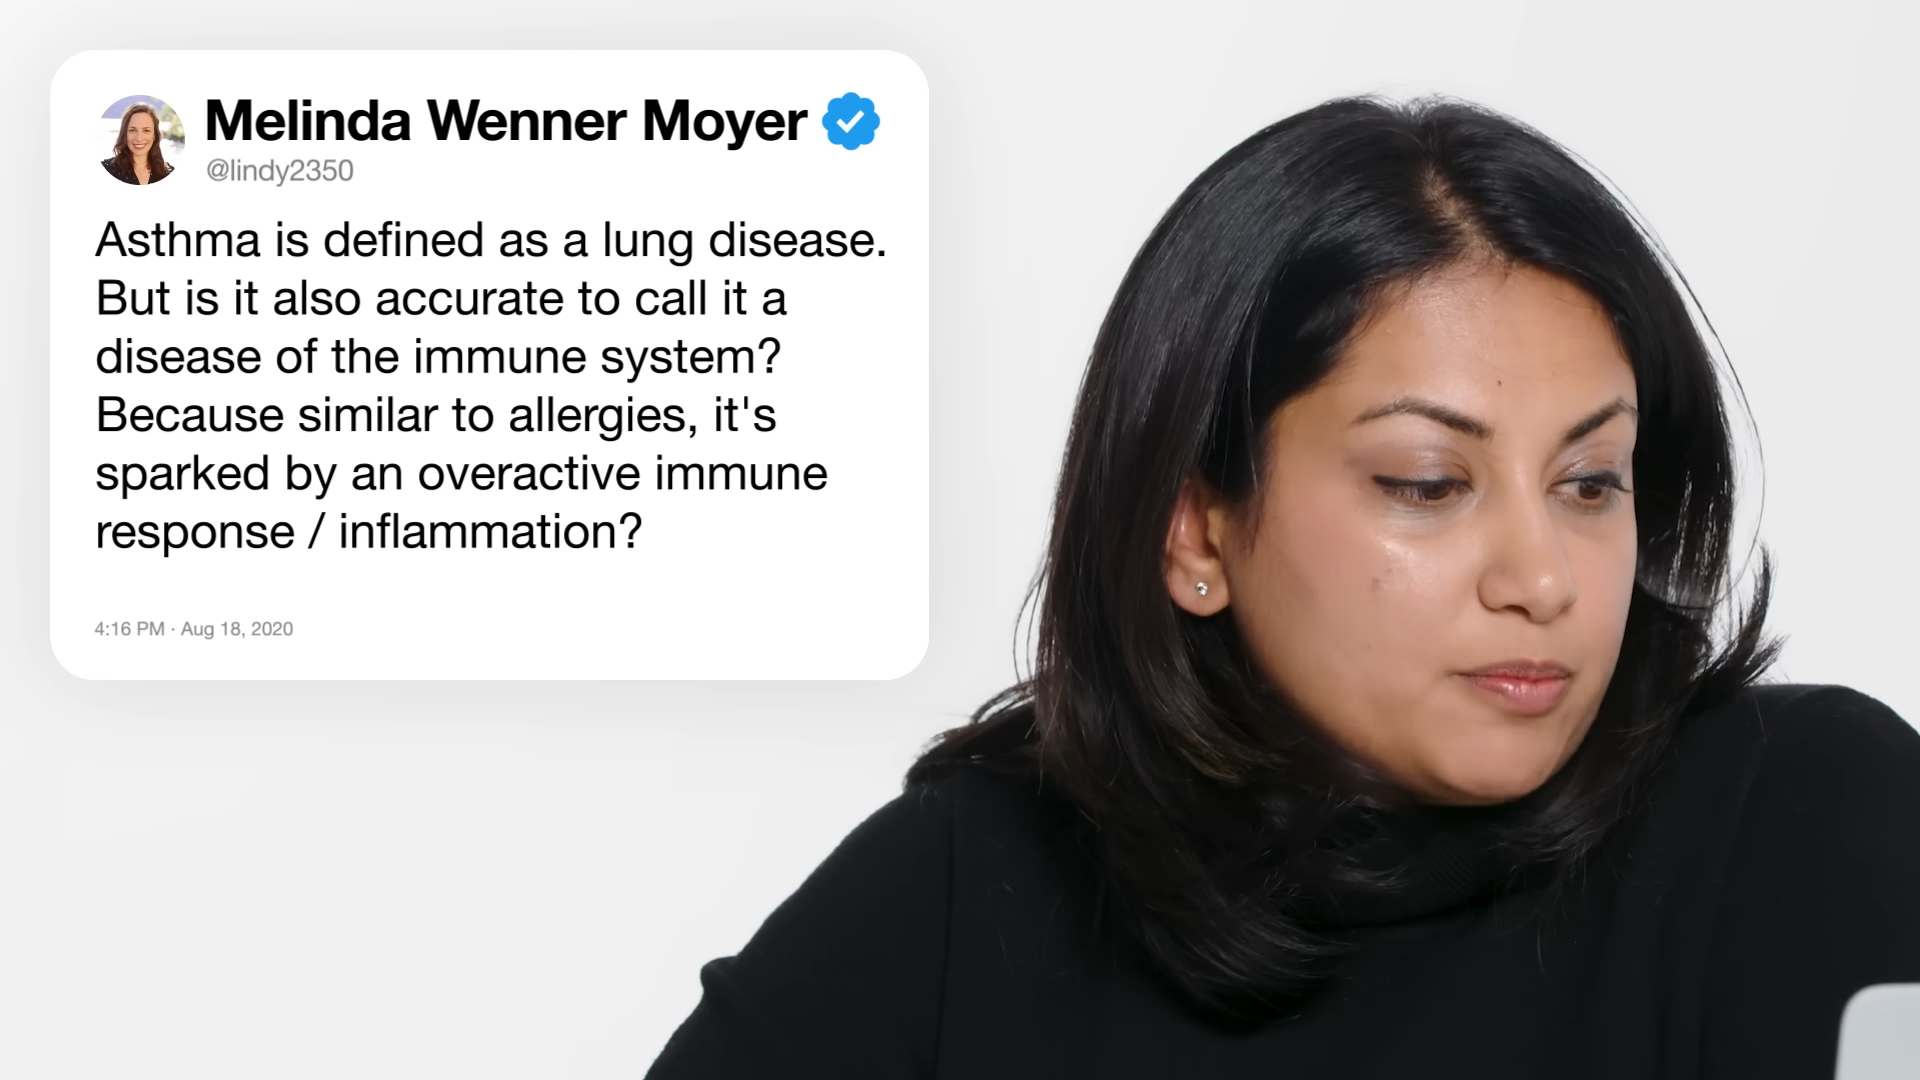 Melinda Wenner Moyer
@lindy2350
Asthma is defined as a lung disease.
But is it also accurate to call it a
disease of the immune system?
Because similar to allergies, it's
sparked by an overactive immune
response / inflammation?
4:16 PM · Aug 18, 2020